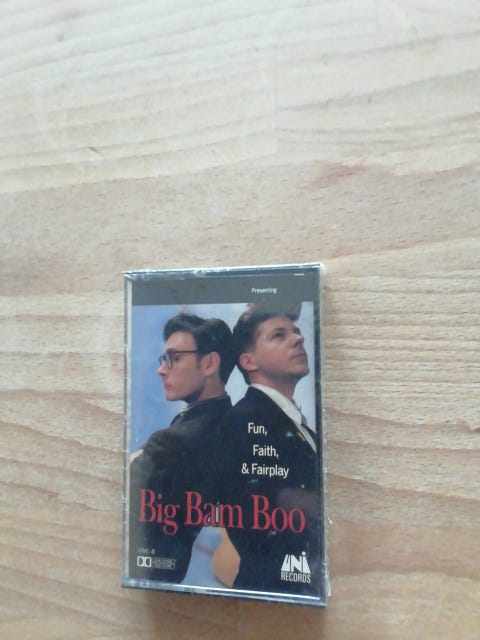 Presenting
Fun,
Faith,
& Fairplay
Big Bam Boo
UNI
RECORDS